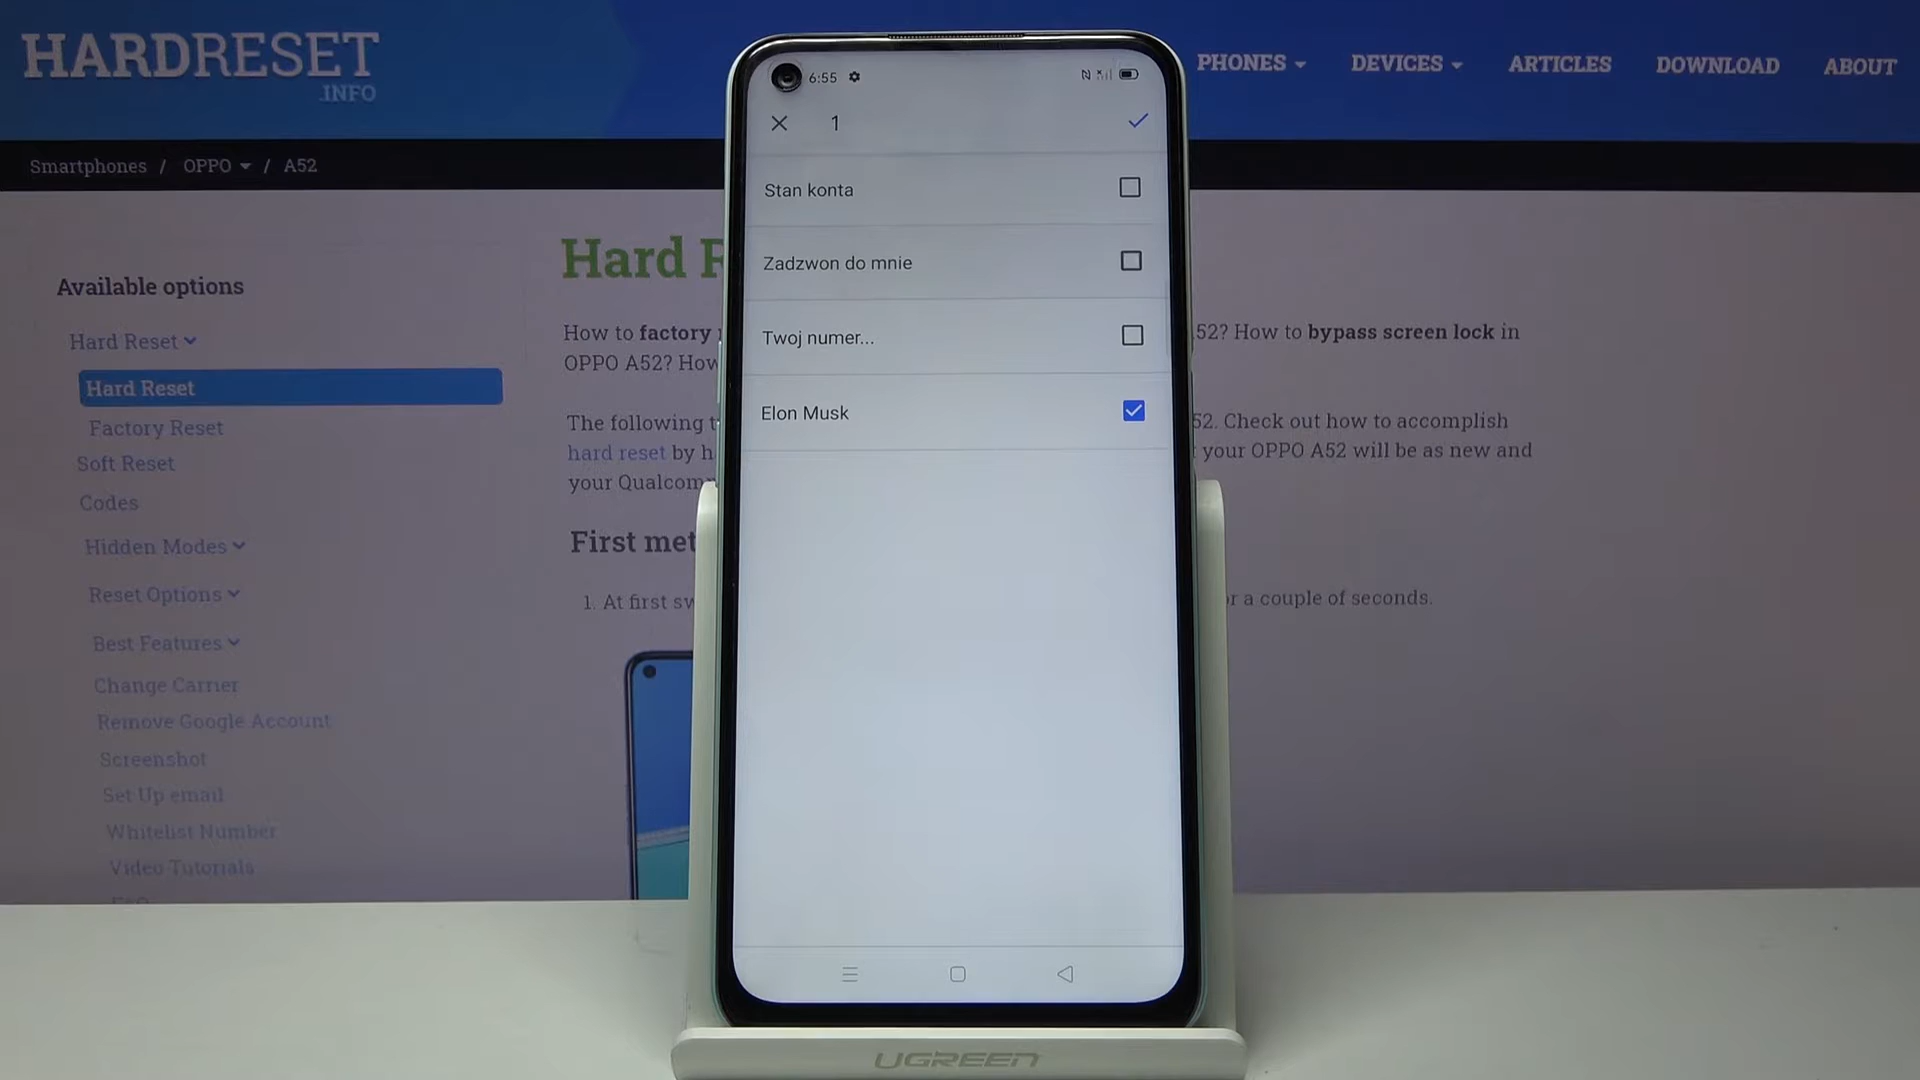 HARDRESET
.INFO
PHONES
DEVICES
ARTICLES
DOWNLOAD
ABOUT
Smartphones / OPPO / A52
Available options
Hard Reset
Hard Reset
Factory Reset
Soft Reset
Codes
Hidden Modes
Reset Options
Best Features
Change Carrier
Remove Google Account
Screenshot
Set Up email
Whitelist Number
Video Tutorials
FAQ
Hard R
How to factory
52? How to bypass screen lock in
OPPO A52? How
The following t
52. Check out how to accomplish
hard reset by h
your OPPO A52 will be as new and
your Qualcom
First met
1. At first sw
r a couple of seconds.
6:55
1
Stan konta
Zadzwon do mnie
Twoj numer...
Elon Musk
UGREEN